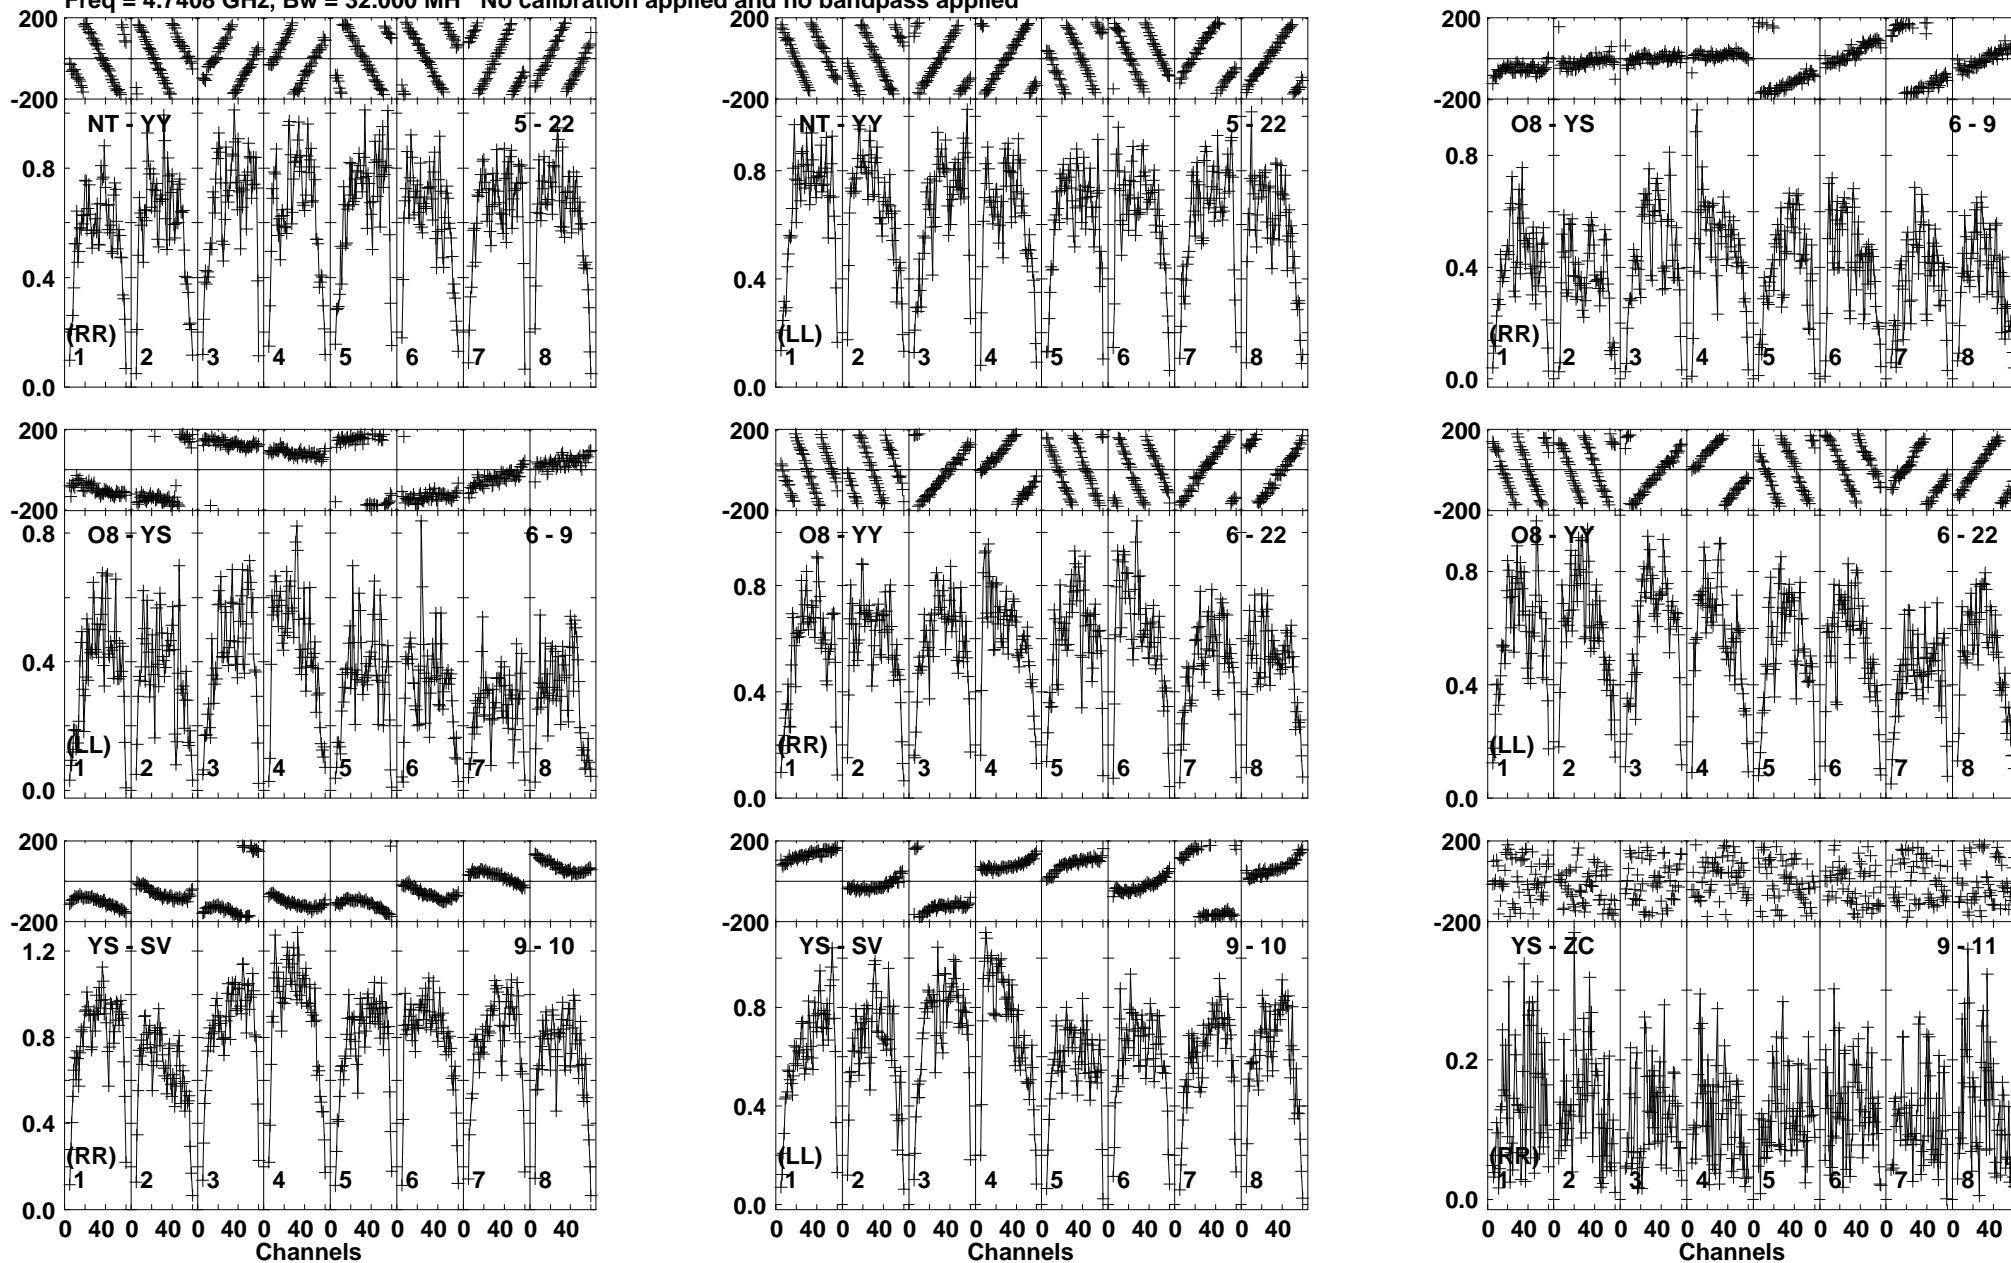 Freq = 4.7408 GHz, Bw = 32.000 MH No calibration applied and no bandpass applied
200 200 200
-200 -200 -200
NT - YY 5 - 22 NT - YY 5 - 22 O8 - YS 6 - 9
0.8 0.8 0.8
0.4 0.4 0.4
(RR) (LL) (RR)
1 2 3 4 5 6 7 8 1 2 3 4 5 6 7 8 1 2 3 4 5 6 7 8
0.0 0.0 0.0
200 200 200
-200 -200 -200
O8 - YS 6 - 9 O8 - YY 6 - 22 O8 - YY 6 - 22
0.8 0.8 0.8
0.4 0.4 0.4
(LL) (RR) (LL)
1 2 3 4 5 6 7 8 1 2 3 4 5 6 7 8 1 2 3 4 5 6 7 8
0.0 0.0 0.0
200 200 200
-200 -200 -200
YS - SV 9 - 10 YS - SV 9 - 10 YS - ZC 9 - 11
1.2
0.8 0.8 0.2
0.4 0.4
(RR) (LL) (RR)
1 2 3 4 5 6 7 8 1 2 3 4 5 6 7 8 1 2 3 4 5 6 7 8
0.0 0.0 0.0
0 40 0 40 0 40 0 40 0 40 0 40 0 40 0 40 0 40 0 40 0 40 0 40 0 40 0 40 0 40 0 40 0 40 0 40 0 40 0 40 0 40 0 40 0 40 0 40
Channels Channels Channels